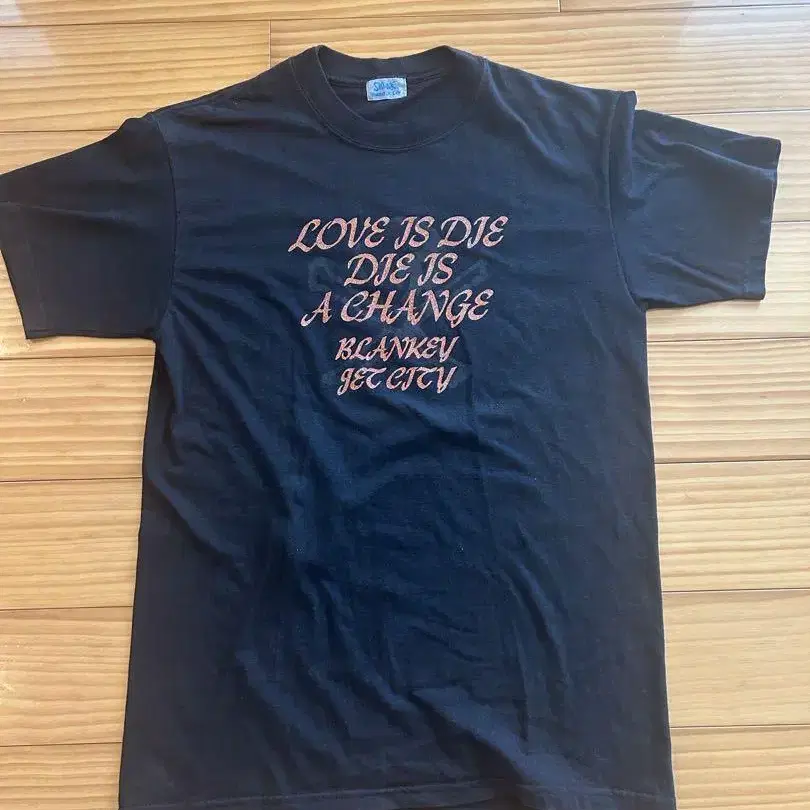 LOVE IS DIE
DIE IS
A CHANGE
BLANKEY
JET CITY